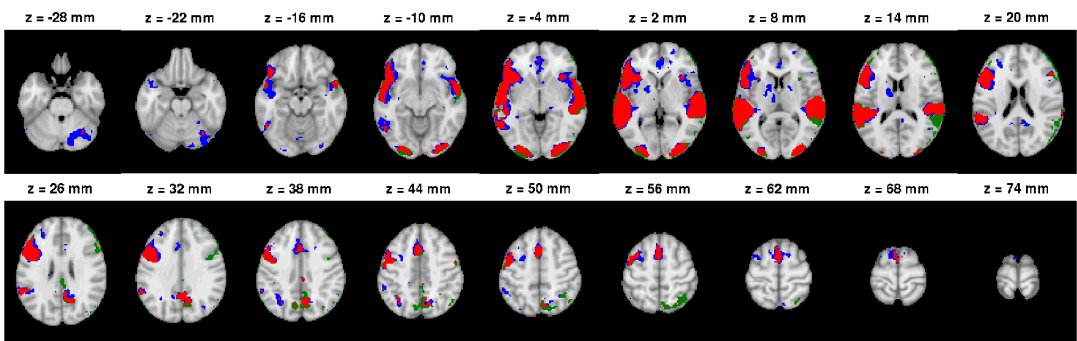 z = -28 mm z = -22 mm z = -16 mm z = -10 mm z = -4 mm z = 2 mm z = 8 mm z = 14 mm z = 20 mm
z = 26 mm z = 32 mm z = 38 mm z = 44 mm z = 50 mm z = 56 mm z = 62 mm z = 68 mm z = 74 mm